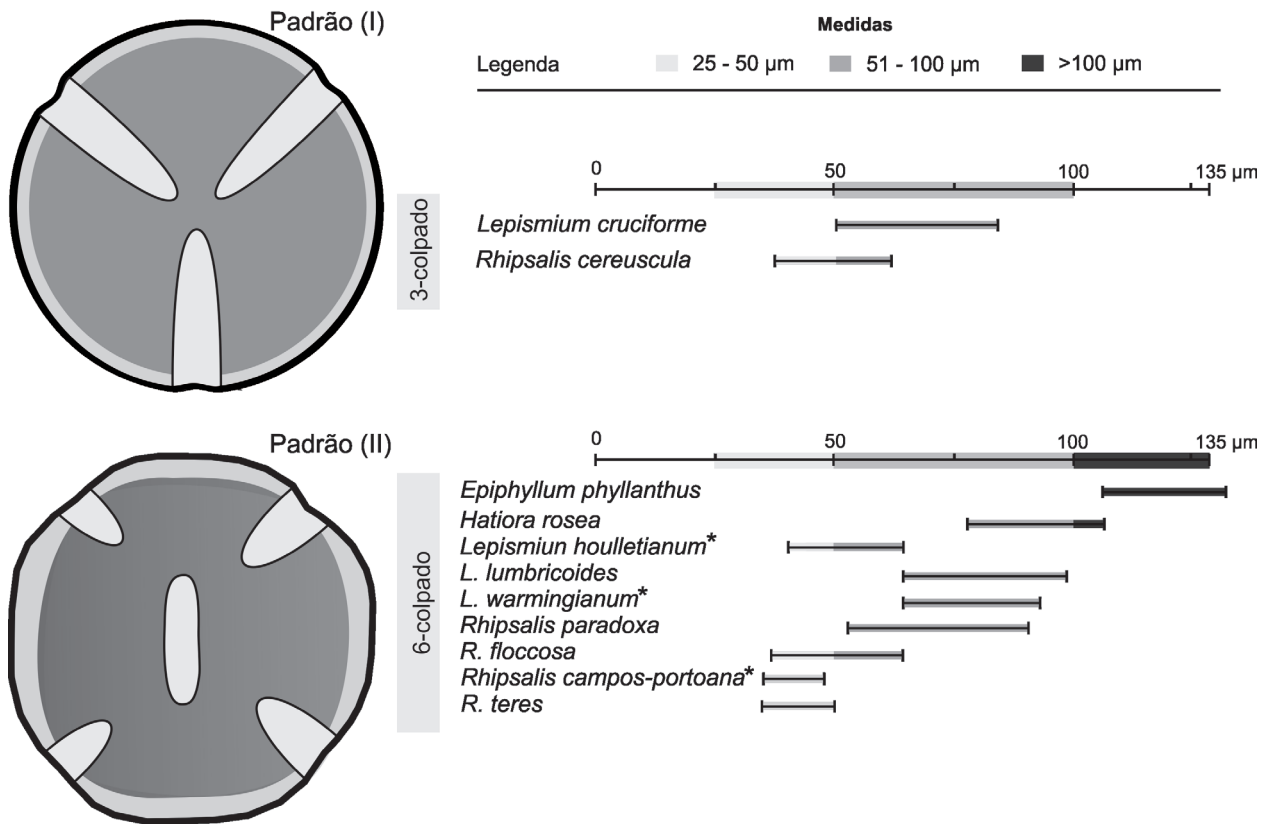 Padrão (I)
Medidas
Legenda 25 - 50 µm 51 - 100 µm >100 µm
0 50 100 135 µm
3-colpado
Lepismium cruciforme
Rhipsalis cereuscula
Padrão (II)
0 50 100 135 µm
6-colpado
Epiphyllum phyllanthus
Hatiora rosea
Lepismiun houlletianum*
L. lumbricoides
L. warmingianum*
Rhipsalis paradoxa
R. floccosa
Rhipsalis campos-portoana*
R. teres